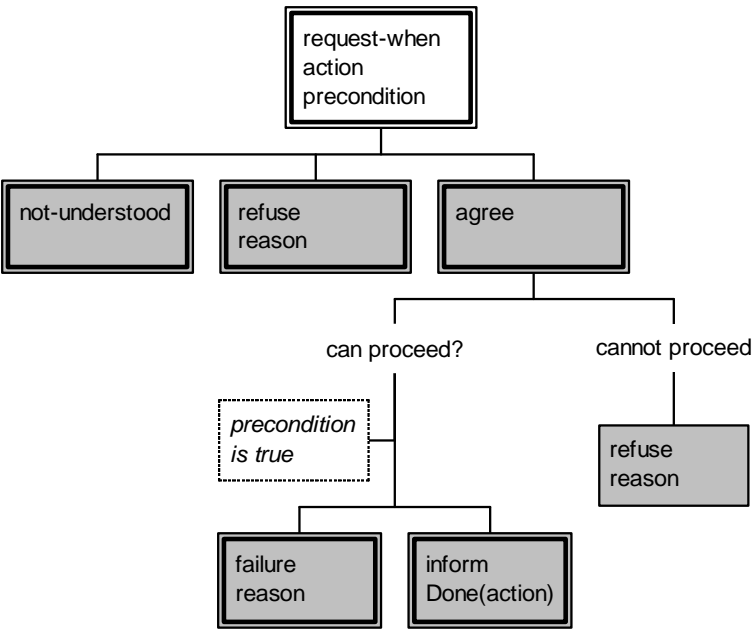 request-when
action
precondition
not-understood
refuse
reason
agree
can proceed?
cannot proceed
precondition
is true
refuse
reason
failure
reason
inform
Done(action)